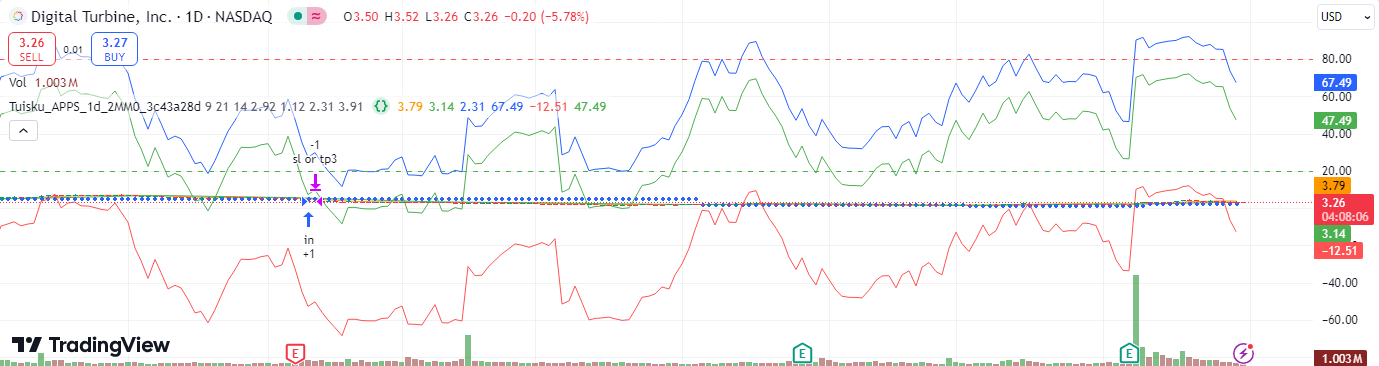 Digital Turbine, Inc. · 1D · NASDAQ O3.50 H3.52 L3.26 C3.26 −0.20 (−5.78%)
USD
3.26
SELL
0.01
3.27
BUY
Vol 1.003 M
Tuisku_APPS_1d_2MM0_3c43a28d 9 21 14 2.92 1.12 2.31 3.91 {} 3.79 3.14 2.31 67.49 −12.51 47.49
-1
sl or tp3
in
+1
80.00
67.49
60.00
47.49
40.00
20.00
3.79
3.26
04:08:06
3.14
−12.51
−40.00
−60.00
1.003 M
E
E
E
TradingView